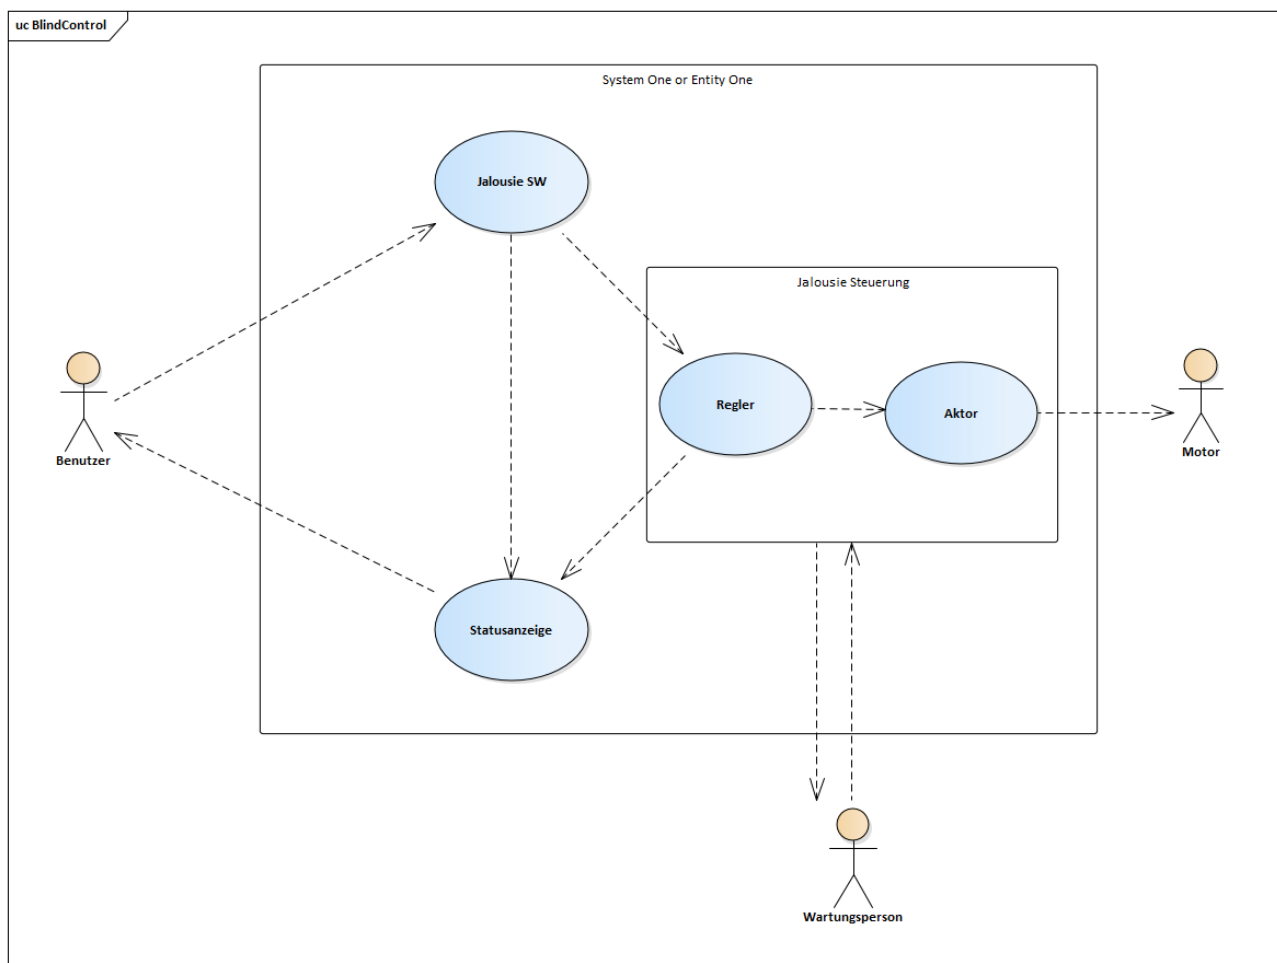 uc BlindControl
System One or Entity One
Jalousie SW
Jalousie Steuerung
Regler
Aktor
Benutzer
Motor
Statusanzeige
Wartungsperson